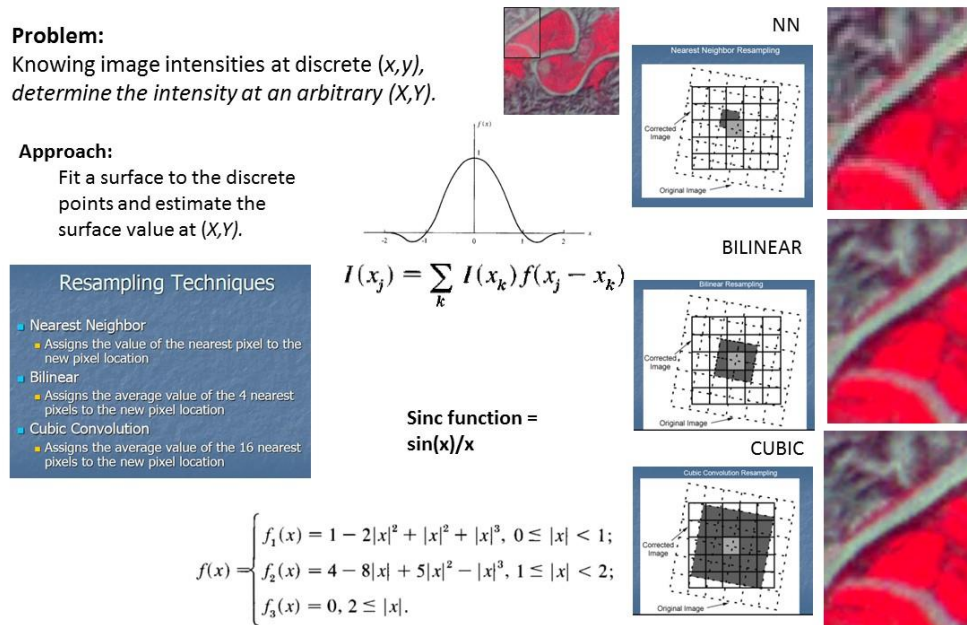 Problem:
Knowing image intensities at discrete (x,y),
determine the intensity at an arbitrary (X,Y).
Approach:
Fit a surface to the discrete
points and estimate the
surface value at (X,Y).
f(x)
1
-2 -1 0 1 2 x
I(x_j) = ∑_k I(x_k) f(x_j − x_k)
Resampling Techniques
Nearest Neighbor
Assigns the value of the nearest pixel to the
new pixel location
Bilinear
Assigns the average value of the 4 nearest
pixels to the new pixel location
Cubic Convolution
Assigns the average value of the 16 nearest
pixels to the new pixel location
Sinc function =
sin(x)/x
f₁(x) = 1 − 2|x|² + |x|² + |x|³, 0 ≤ |x| < 1;
f(x) = f₂(x) = 4 − 8|x| + 5|x|² − |x|³, 1 ≤ |x| < 2;
f₃(x) = 0, 2 ≤ |x|.
NN
Nearest Neighbor Resampling
Corrected
Image
Original Image
BILINEAR
Bilinear Resampling
Corrected
Image
Original Image
CUBIC
Cubic Convolution Resampling
Corrected
Image
Original Image